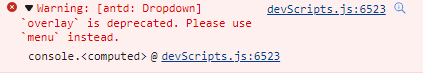 Warning: [antd: Dropdown] devScripts.js:6523
`overlay` is deprecated. Please use
`menu` instead.
console.<computed> @ devScripts.js:6523